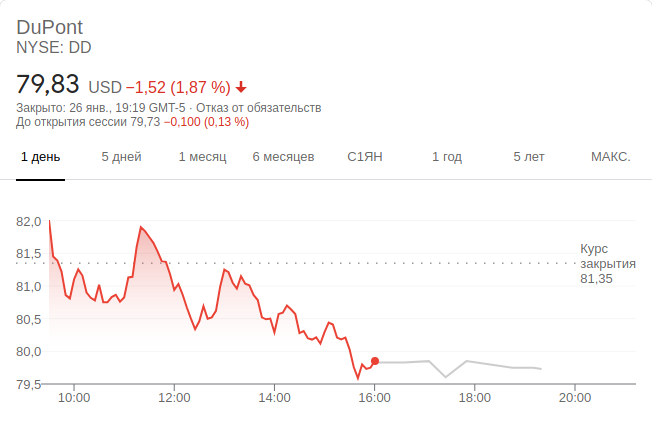 DuPont
NYSE: DD
79,83 USD −1,52 (1,87 %)
Закрыто: 26 янв., 19:19 GMT-5 · Отказ от обязательств
До открытия сессии 79,73 −0,100 (0,13 %)
1 день 5 дней 1 месяц 6 месяцев С1ЯН 1 год 5 лет МАКС.
82,0
81,5
81,0
80,5
80,0
79,5
Курс
закрытия
81,35
10:00 12:00 14:00 16:00 18:00 20:00